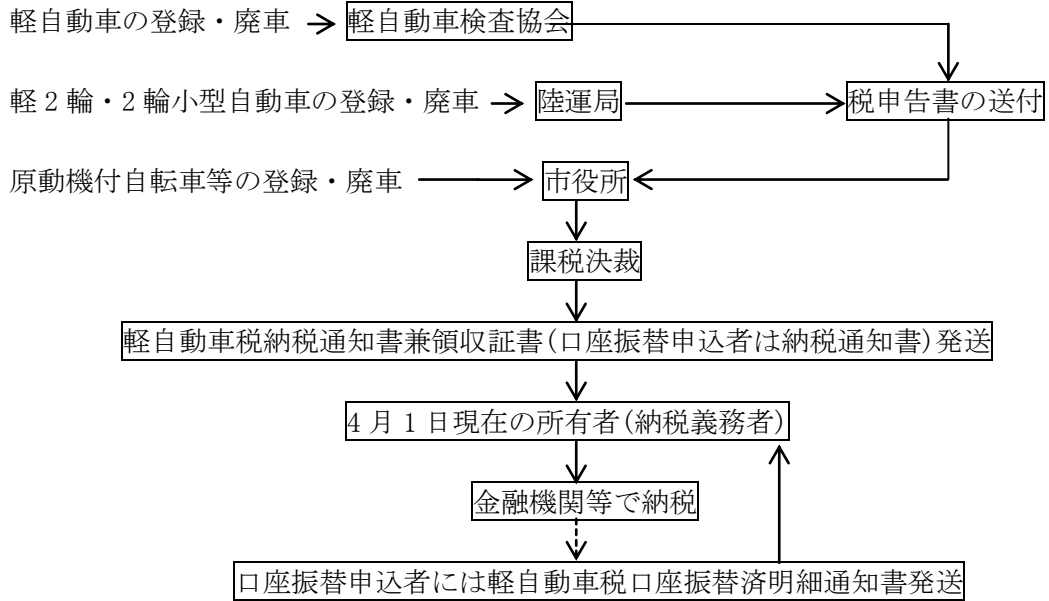 軽自動車の登録・廃車 → 軽自動車検査協会
軽2輪・2輪小型自動車の登録・廃車 → 陸運局 → 税申告書の送付
原動機付自転車等の登録・廃車 → 市役所
課税決裁
軽自動車税納税通知書兼領収証書(口座振替申込者は納税通知書)発送
4月1日現在の所有者(納税義務者)
金融機関等で納税
口座振替申込者には軽自動車税口座振替済明細通知書発送